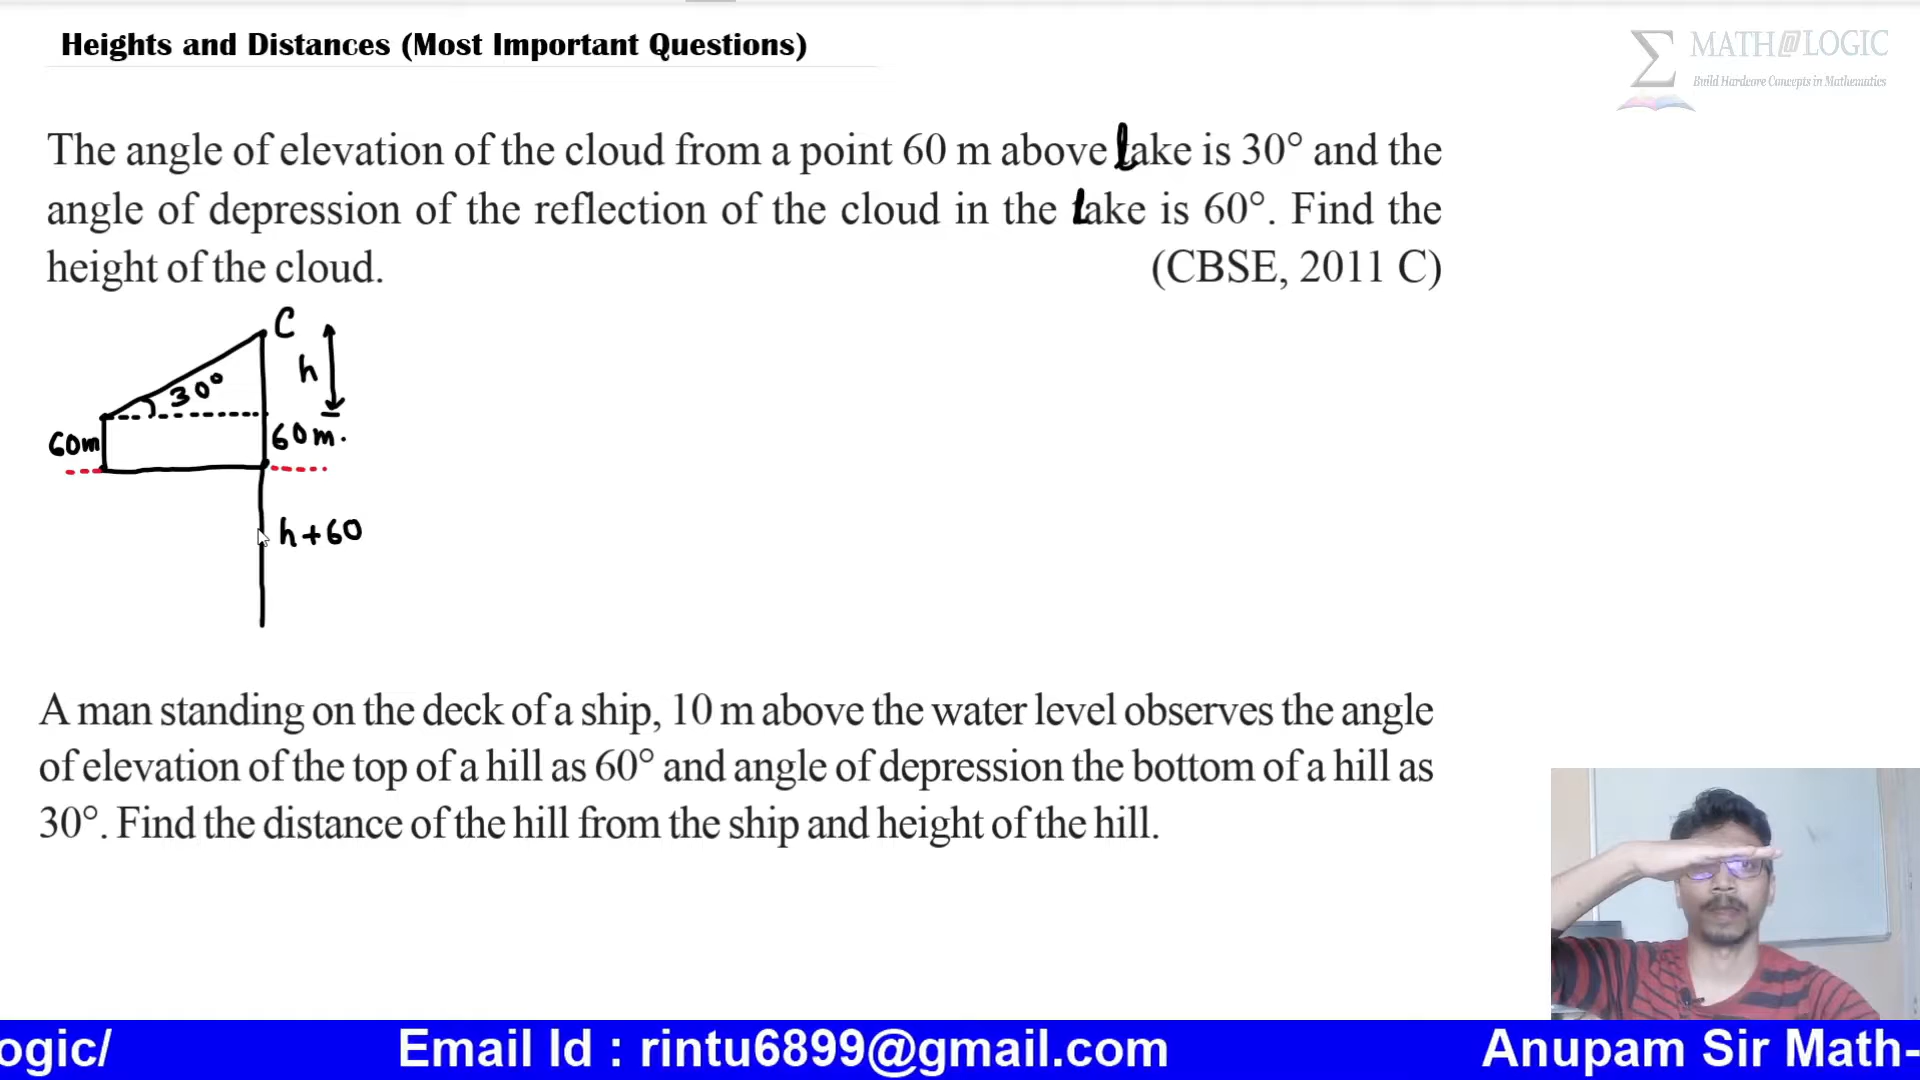 Heights and Distances (Most Important Questions)
MATH@LOGIC
Build Hardcore Concepts in Mathematics
The angle of elevation of the cloud from a point 60 m above lake is 30° and the
angle of depression of the reflection of the cloud in the Lake is 60°. Find the
height of the cloud.
(CBSE, 2011 C)
C
h
30°
60m
60m.
h+60
A man standing on the deck of a ship, 10 m above the water level observes the angle
of elevation of the top of a hill as 60° and angle of depression the bottom of a hill as
30°. Find the distance of the hill from the ship and height of the hill.
ogic/ Email Id : rintu6899@gmail.com Anupam Sir Math-